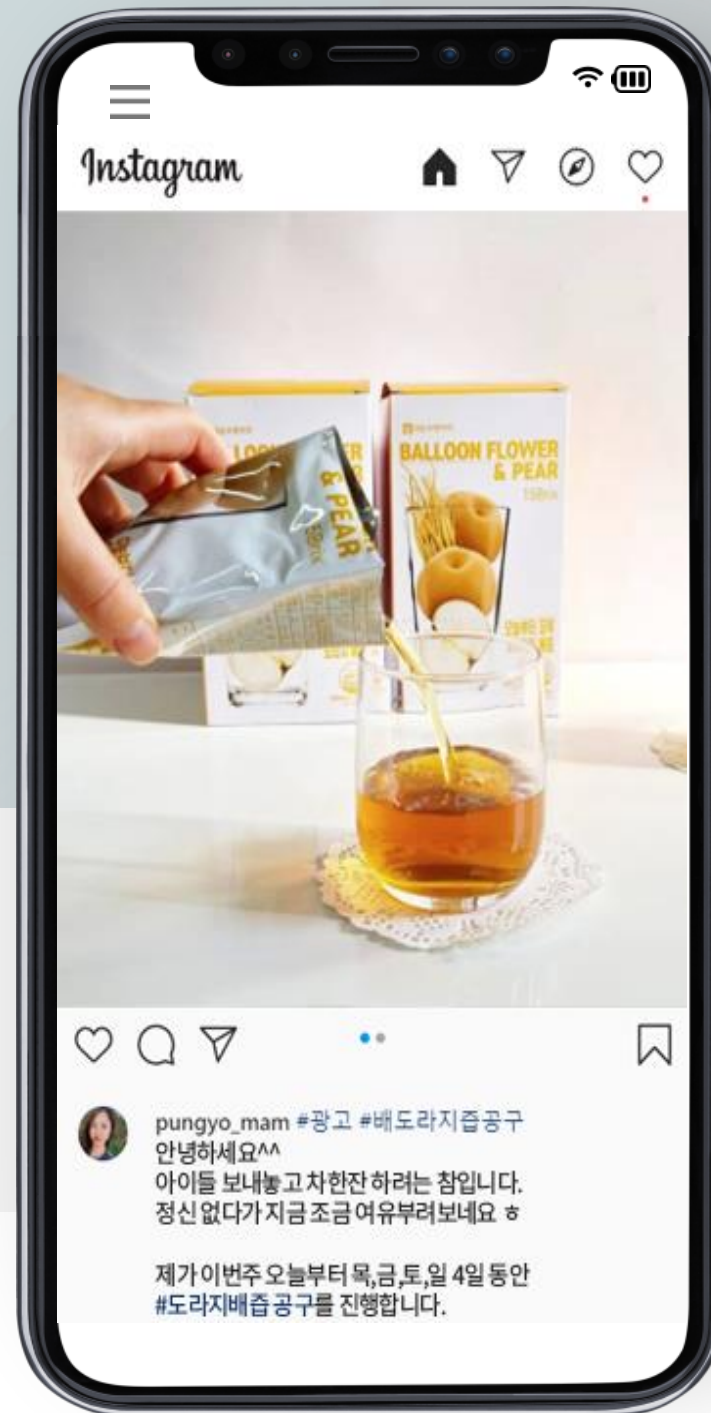 Instagram
BALLOON FLOWER
& PEAR
15Brix
& PEAR
pungyo_mam #광고 #배도라지즙공구
안녕하세요^^
아이들 보내놓고 차한잔 하려는 참입니다.
정신 없다가 지금 조금 여유부려보네요 ㅎ
제가 이번주 오늘부터 목,금,토,일 4일 동안
#도라지배즙 공구를 진행합니다.